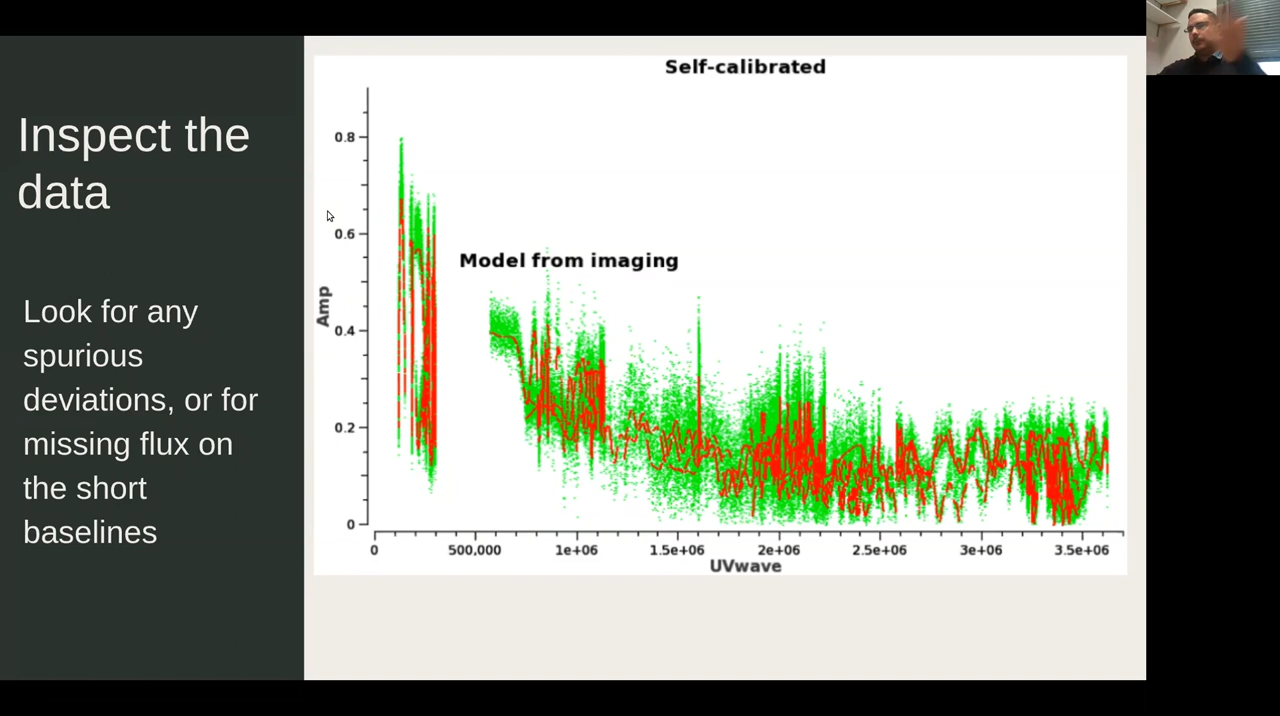 Inspect the
data
Look for any
spurious
deviations, or for
missing flux on
the short
baselines
Self-calibrated
Model from imaging
Amp
0.8
0.6
0.4
0.2
0
0 500,000 1e+06 1.5e+06 2e+06 2.5e+06 3e+06 3.5e+06
UVwave